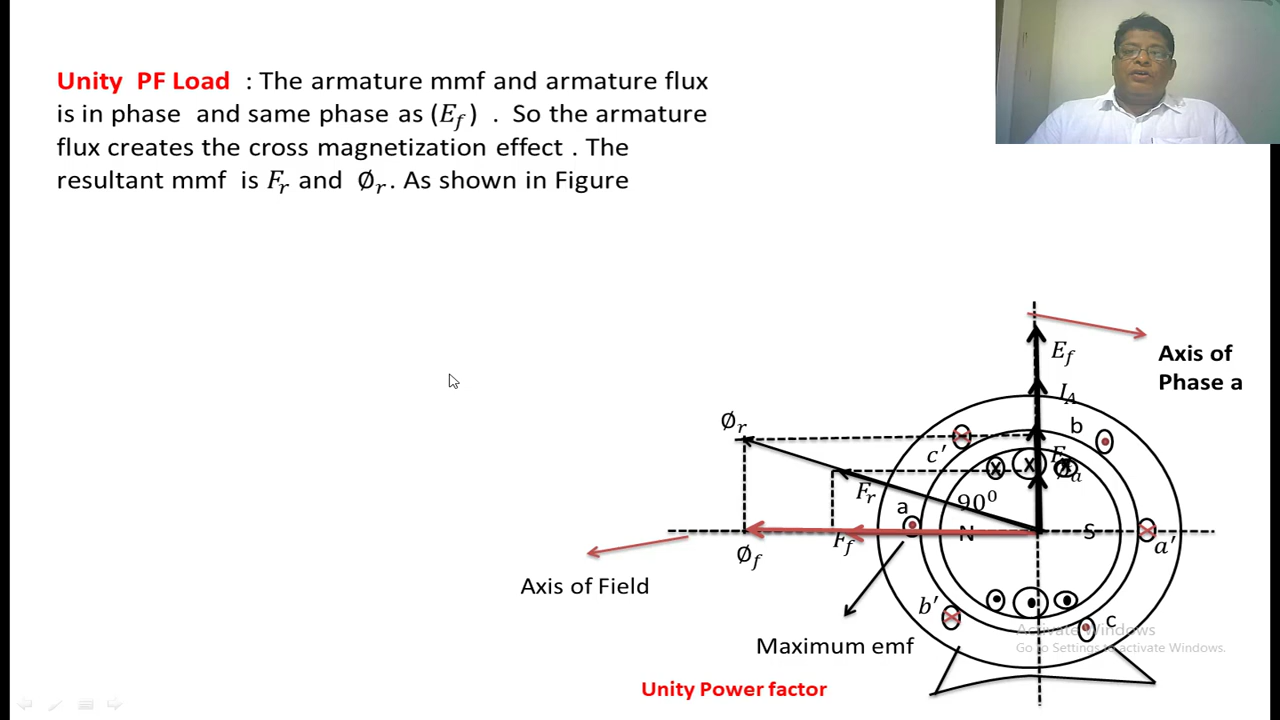 Unity PF Load : The armature mmf and armature flux
is in phase and same phase as (E_f) . So the armature
flux creates the cross magnetization effect . The
resultant mmf is F_r and Ø_r. As shown in Figure
E_f
Axis of
Phase a
I_A
Ø_r
b
c′
X X
F_r
90⁰
a
N
S
a′
Ø_f
F_f
Axis of Field
b′
c
Maximum emf
Activate Windows
Go to Settings to activate Windows.
Unity Power factor